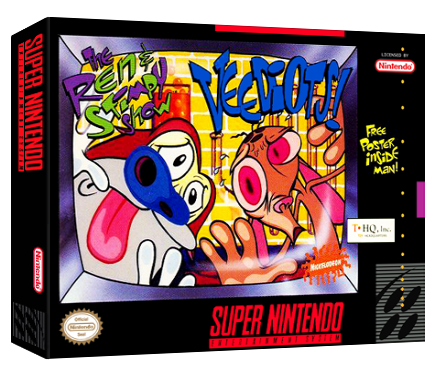 SUPER NINTENDO
Nintendo
THE
REN &
STIMPY
SHOW
VEEDIOTS!
LICENSED BY
Nintendo
FREE
POSTER
INSIDE
MAN!
T·HQ, Inc.
NICKELODEON
Official
Nintendo
Seal
SUPER NINTENDO
ENTERTAINMENT SYSTEM